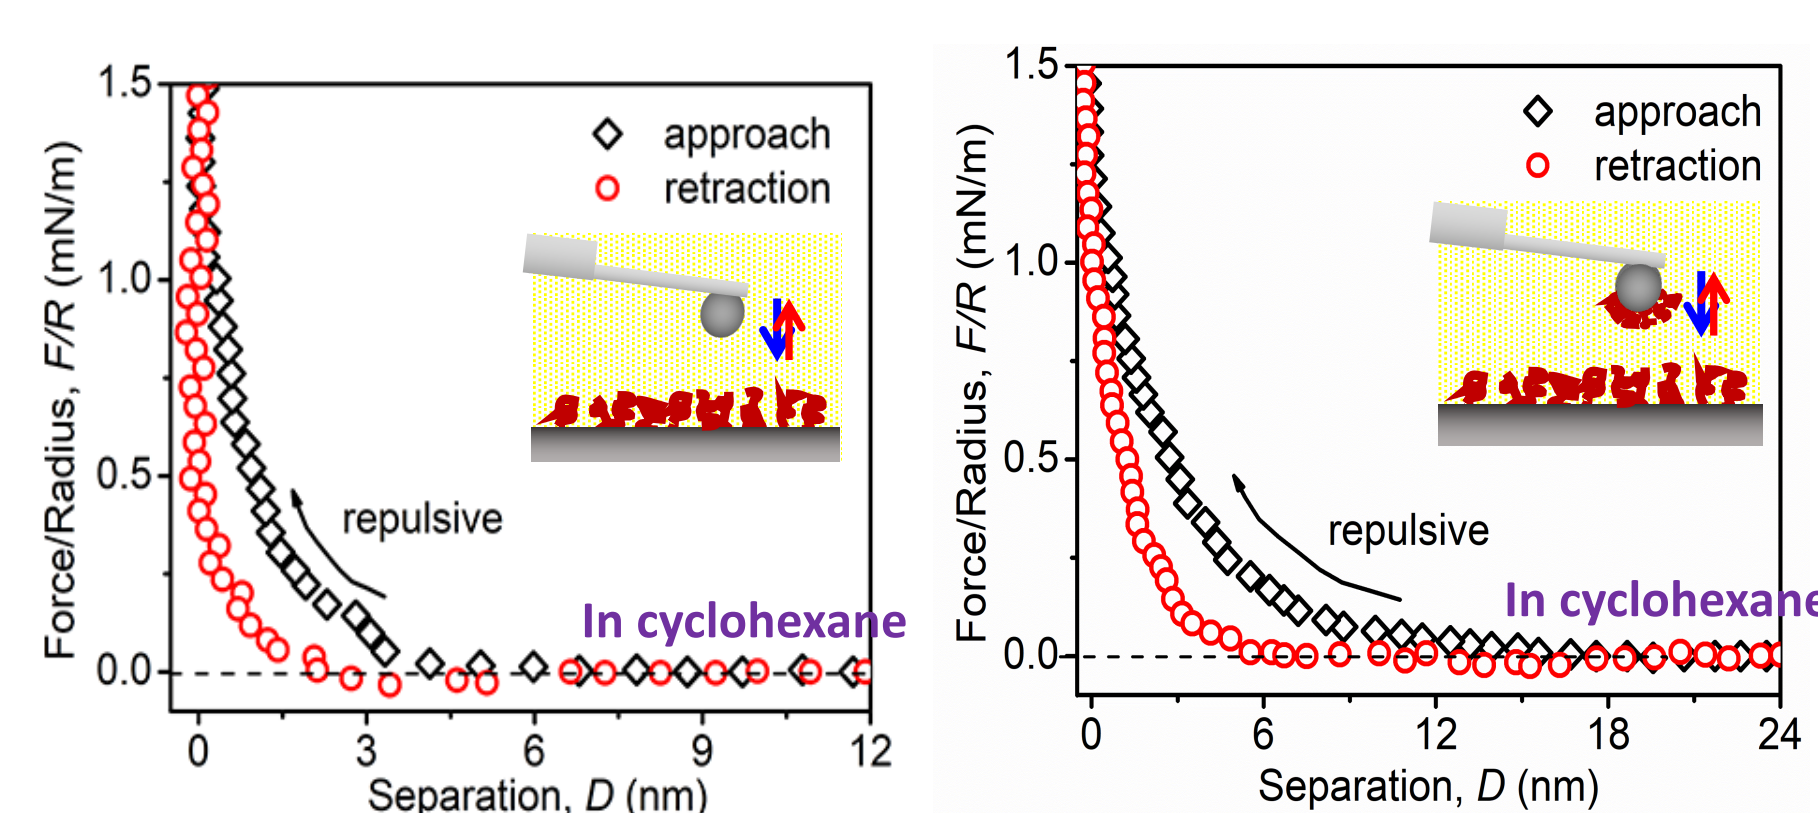 1.5
approach
retraction
1.0
0.5
repulsive
In cyclohexane
0.0
0 3 6 9 12
Separation, D (nm)
Force/Radius, F/R (mN/m)
1.5
approach
retraction
1.0
0.5
repulsive
In cyclohexane
0.0
0 6 12 18 24
Separation, D (nm)
Force/Radius, F/R (mN/m)